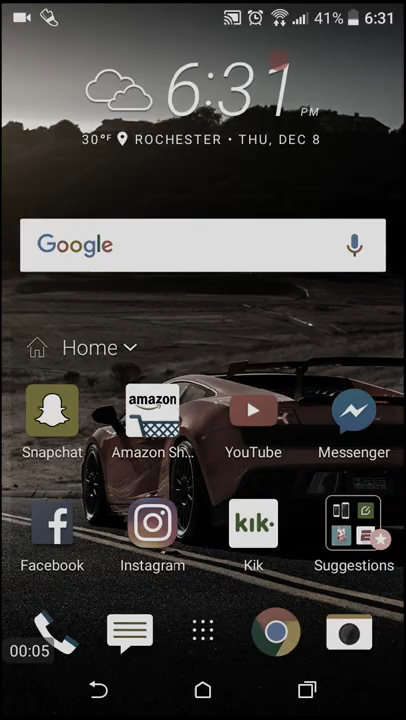 41% 6:31
6:31 PM
30°F ROCHESTER • THU, DEC 8
Google
Home
amazon
Snapchat Amazon Sh... YouTube Messenger
f kik·
Facebook Instagram Kik Suggestions
00:05